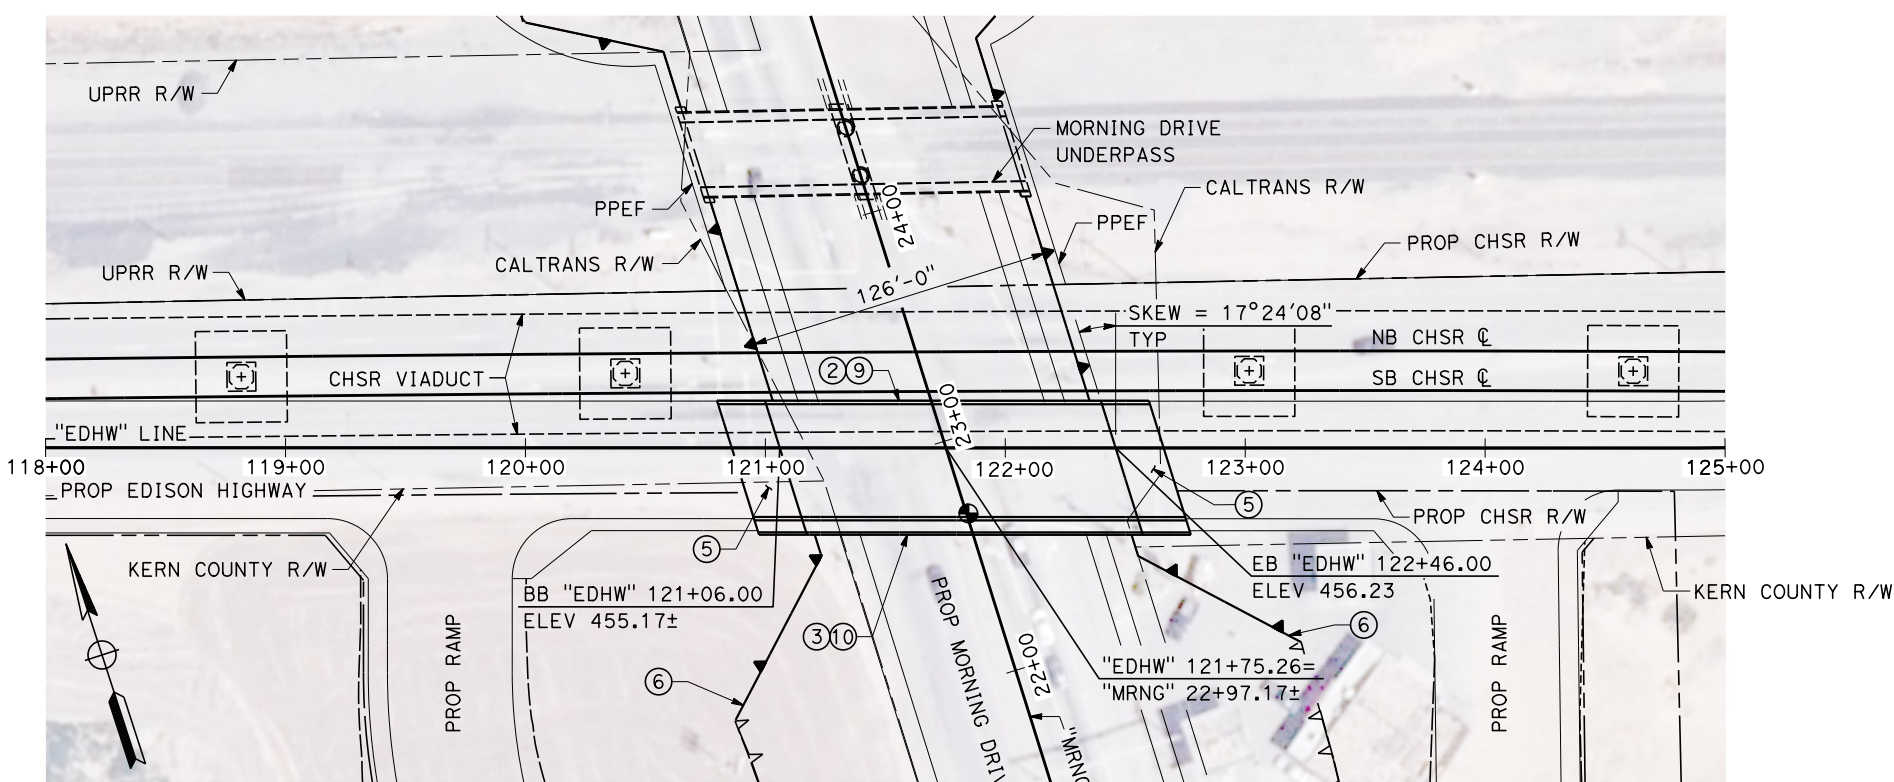 UPRR R/W
MORNING DRIVE
UNDERPASS
CALTRANS R/W
PPEF
24+00
PPEF
PROP CHSR R/W
CALTRANS R/W
UPRR R/W
126'-0"
SKEW = 17°24'08"
TYP
NB CHSR ℄
CHSR VIADUCT
2 9
SB CHSR ℄
23+00
"EDHW" LINE
118+00 119+00 120+00 121+00 122+00 123+00 124+00 125+00
PROP EDISON HIGHWAY
5
PROP CHSR R/W
5
KERN COUNTY R/W
EB "EDHW" 122+46.00
ELEV 456.23
BB "EDHW" 121+06.00
ELEV 455.17±
KERN COUNTY R/W
3 10
6
PROP RAMP
PROP MORNING DRIV
22+00
"EDHW" 121+75.26=
"MRNG" 22+97.17±
PROP RAMP
6
"MRNG